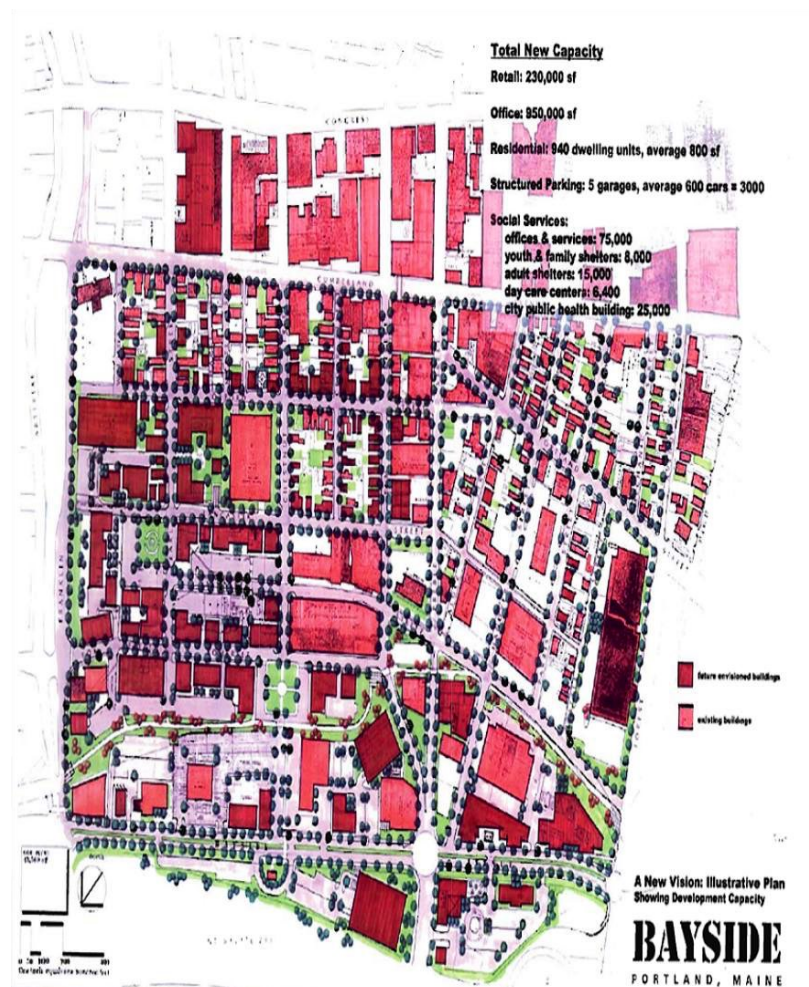 Total New Capacity
Retail: 230,000 sf
Office: 950,000 sf
CONGRESS
Residential: 940 dwelling units, average 800 sf
Structured Parking: 5 garages, average 600 cars = 3000
Social Services:
offices & services: 75,000
youth & family shelters: 8,000
adult shelters: 15,000
day care centers: 6,400
city public health building: 25,000
CUMBERLAND
FRANKLIN
future envisioned buildings
existing buildings
A New Vision: Illustrative Plan
Showing Development Capacity
BAYSIDE
PORTLAND, MAINE